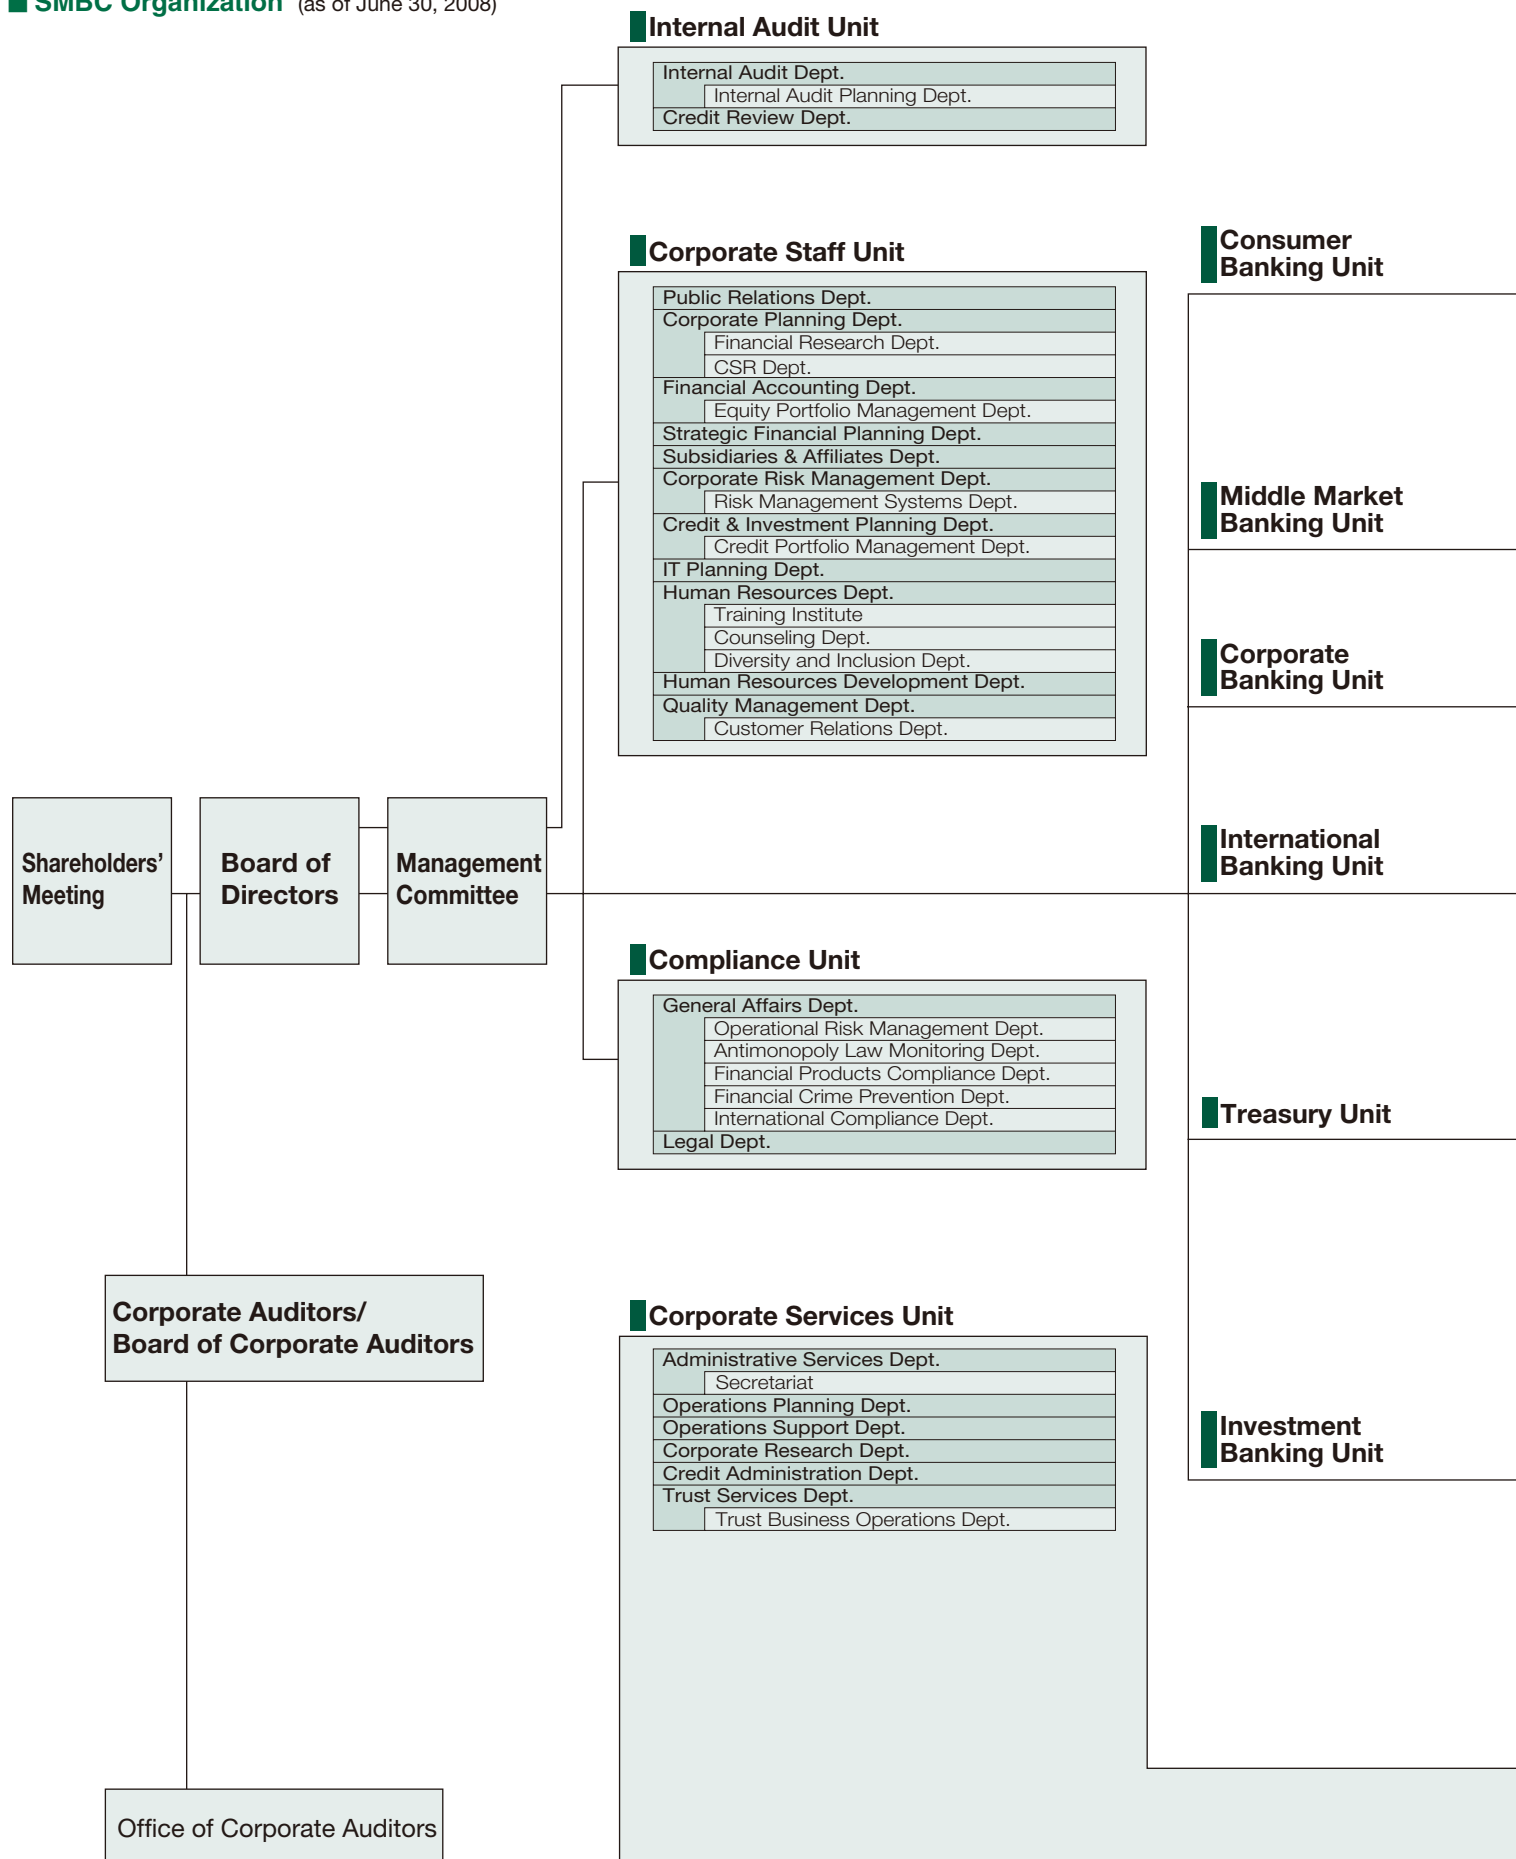 SMBC Organization (as of June 30, 2008)
Internal Audit Unit
Internal Audit Dept.
Internal Audit Planning Dept.
Credit Review Dept.
Corporate Staff Unit
Public Relations Dept.
Corporate Planning Dept.
Financial Research Dept.
CSR Dept.
Financial Accounting Dept.
Equity Portfolio Management Dept.
Strategic Financial Planning Dept.
Subsidiaries & Affiliates Dept.
Corporate Risk Management Dept.
Risk Management Systems Dept.
Credit & Investment Planning Dept.
Credit Portfolio Management Dept.
IT Planning Dept.
Human Resources Dept.
Training Institute
Counseling Dept.
Diversity and Inclusion Dept.
Human Resources Development Dept.
Quality Management Dept.
Customer Relations Dept.
Shareholders'
Meeting
Board of
Directors
Management
Committee
Compliance Unit
General Affairs Dept.
Operational Risk Management Dept.
Antimonopoly Law Monitoring Dept.
Financial Products Compliance Dept.
Financial Crime Prevention Dept.
International Compliance Dept.
Legal Dept.
Corporate Auditors/
Board of Corporate Auditors
Office of Corporate Auditors
Corporate Services Unit
Administrative Services Dept.
Secretariat
Operations Planning Dept.
Operations Support Dept.
Corporate Research Dept.
Credit Administration Dept.
Trust Services Dept.
Trust Business Operations Dept.
Consumer
Banking Unit
Middle Market
Banking Unit
Corporate
Banking Unit
International
Banking Unit
Treasury Unit
Investment
Banking Unit